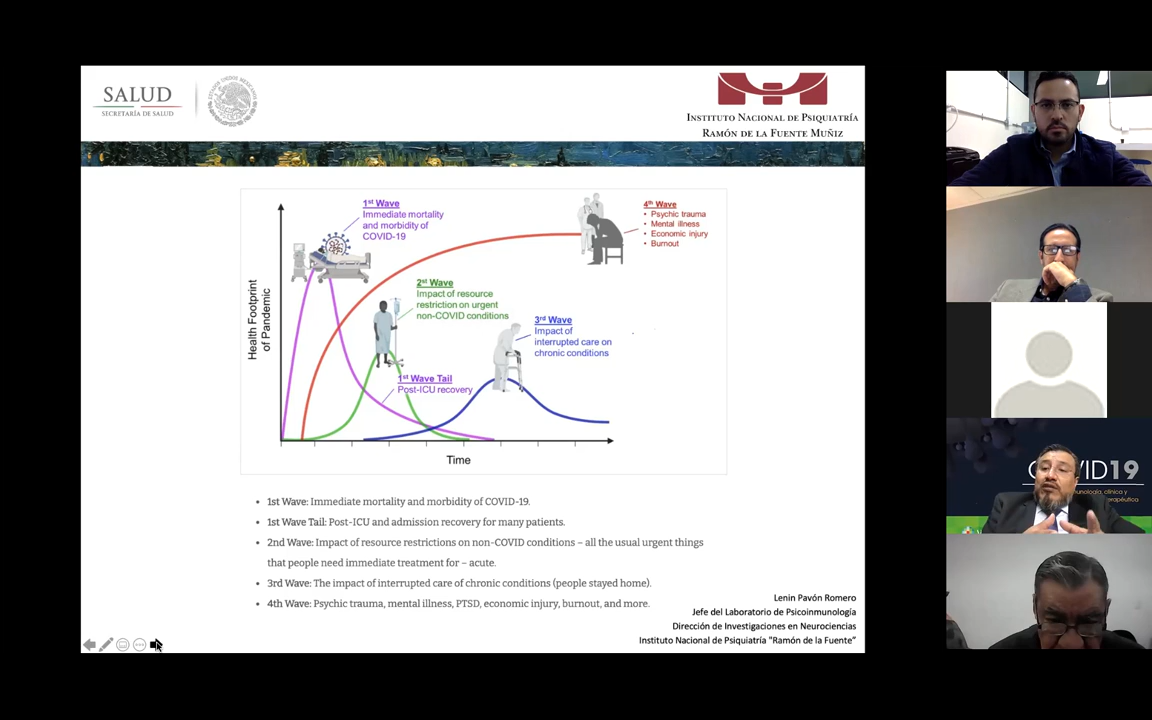 SALUD
SECRETARÍA DE SALUD
INSTITUTO NACIONAL DE PSIQUIATRÍA
RAMÓN DE LA FUENTE MUÑIZ
1st Wave
Immediate mortality
and morbidity of
COVID-19
4th Wave
• Psychic trauma
• Mental illness
• Economic injury
• Burnout
2st Wave
Impact of resource
restriction on urgent
non-COVID conditions
3rd Wave
Impact of
interrupted care on
chronic conditions
1st Wave Tail
Post-ICU recovery
Health Footprint
of Pandemic
Time
• 1st Wave: Immediate mortality and morbidity of COVID-19.
• 1st Wave Tail: Post-ICU and admission recovery for many patients.
• 2nd Wave: Impact of resource restrictions on non-COVID conditions – all the usual urgent things
that people need immediate treatment for – acute.
• 3rd Wave: The impact of interrupted care of chronic conditions (people stayed home).
• 4th Wave: Psychic trauma, mental illness, PTSD, economic injury, burnout, and more.
Lenin Pavón Romero
Jefe del Laboratorio de Psicoinmunología
Dirección de Investigaciones en Neurociencias
Instituto Nacional de Psiquiatría "Ramón de la Fuente"